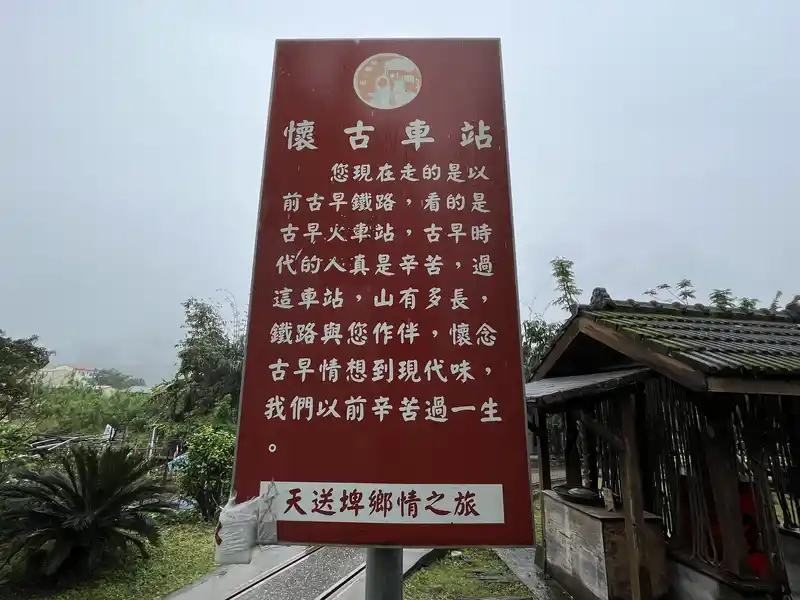 懷古車站
您現在走的是以
前古早鐵路，看的是
古早火車站，古早時
代的人真是辛苦，過
這車站，山有多長，
鐵路與您作伴，懷念
古早情想到現代味，
我們以前辛苦過一生
。
天送埤鄉情之旅